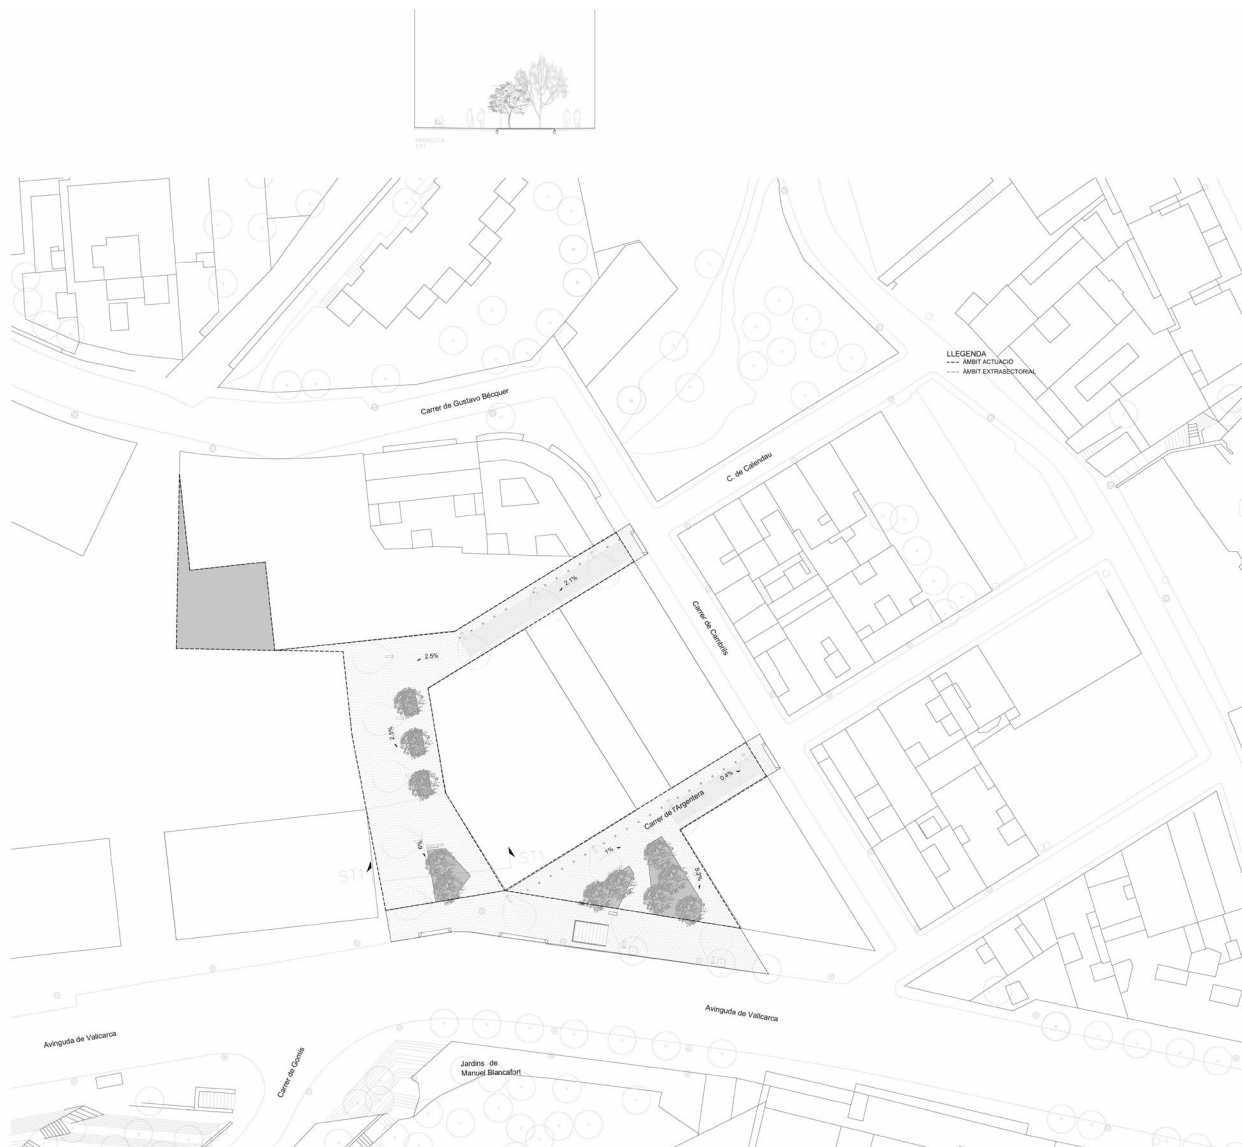 PROPOSTA
ST1
LLEGENDA
ÀMBIT ACTUACIÓ
ÀMBIT EXTRASECTORIAL
Carrer de Gustavo Bécquer
C. de Calendau
2.1%
Carrer de Cambrils
2.5%
2.5%
0.4%
Carrer de l'Argentera
1%
6%
5.2%
ST1
ST1
Avinguda de Vallcarca
Avinguda de Vallcarca
Carrer de Gomis
Jardins de
Manuel Blancafort